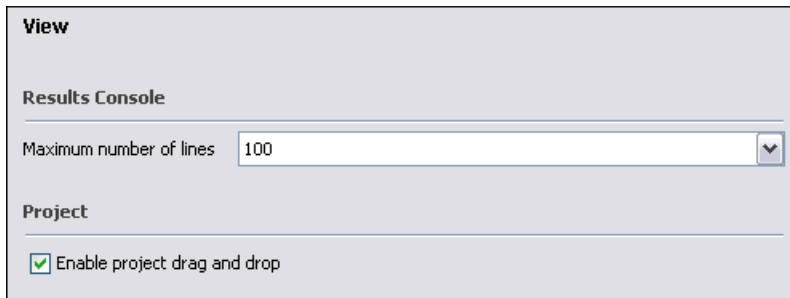 View
Results Console
Maximum number of lines 100
Project
Enable project drag and drop